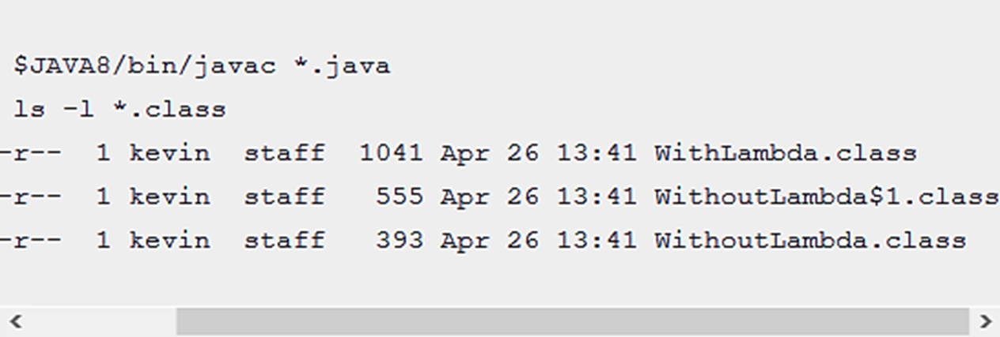 $JAVA8/bin/javac *.java
ls -l *.class
-r--  1 kevin  staff  1041 Apr 26 13:41 WithLambda.class
-r--  1 kevin  staff   555 Apr 26 13:41 WithoutLambda$1.class
-r--  1 kevin  staff   393 Apr 26 13:41 WithoutLambda.class